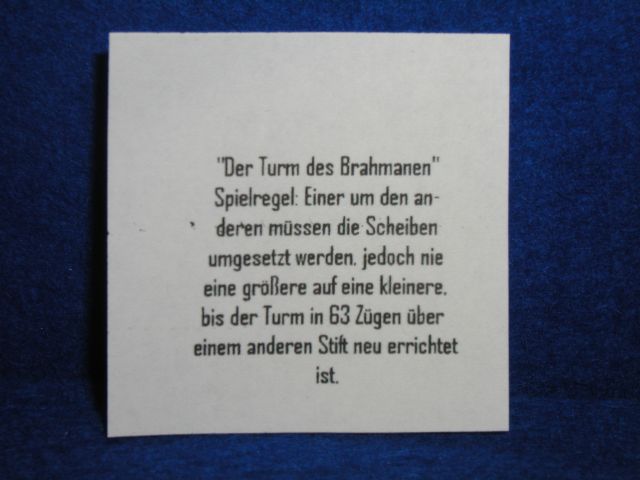 "Der Turm des Brahmanen"
Spielregel: Einer um den an-
deren müssen die Scheiben
umgesetzt werden, jedoch nie
eine größere auf eine kleinere,
bis der Turm in 63 Zügen über
einem anderen Stift neu errichtet
ist.